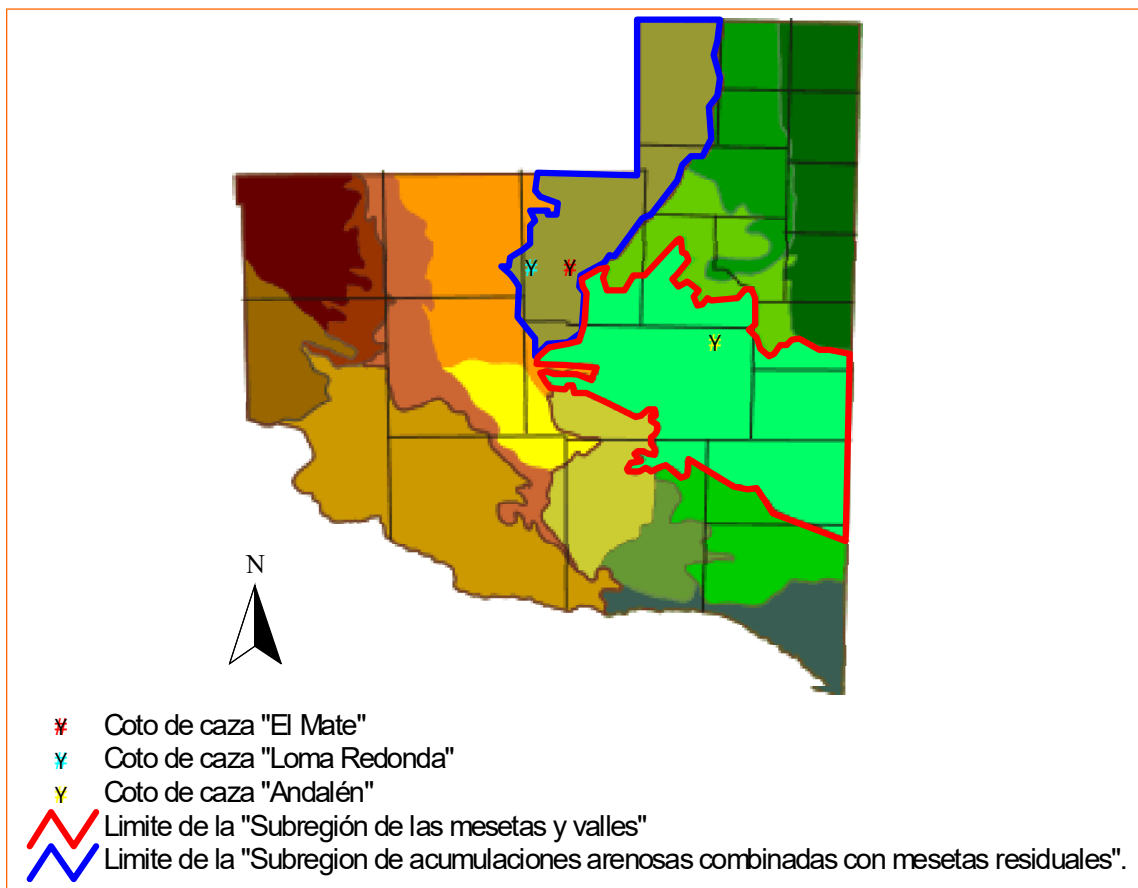 N
Coto de caza "El Mate"
Coto de caza "Loma Redonda"
Coto de caza "Andalén"
Limite de la "Subregión de las mesetas y valles"
Limite de la "Subregion de acumulaciones arenosas combinadas con mesetas residuales".